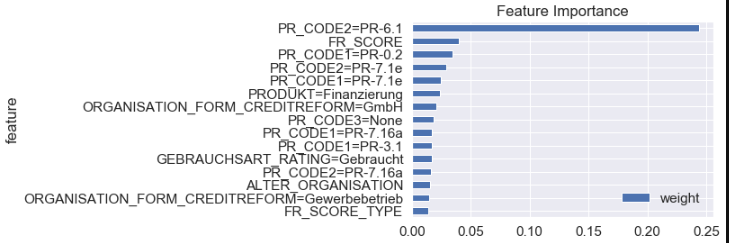 Feature Importance
PR_CODE2=PR-6.1
FR_SCORE
PR_CODE1=PR-0.2
PR_CODE2=PR-7.1e
PR_CODE1=PR-7.1e
PRODUKT=Finanzierung
ORGANISATION_FORM_CREDITREFORM=GmbH
PR_CODE3=None
PR_CODE1=PR-7.16a
PR_CODE1=PR-3.1
GEBRAUCHSART_RATING=Gebraucht
PR_CODE2=PR-7.16a
ALTER_ORGANISATION
ORGANISATION_FORM_CREDITREFORM=Gewerbebetrieb
FR_SCORE_TYPE
feature
weight
0.00 0.05 0.10 0.15 0.20 0.25